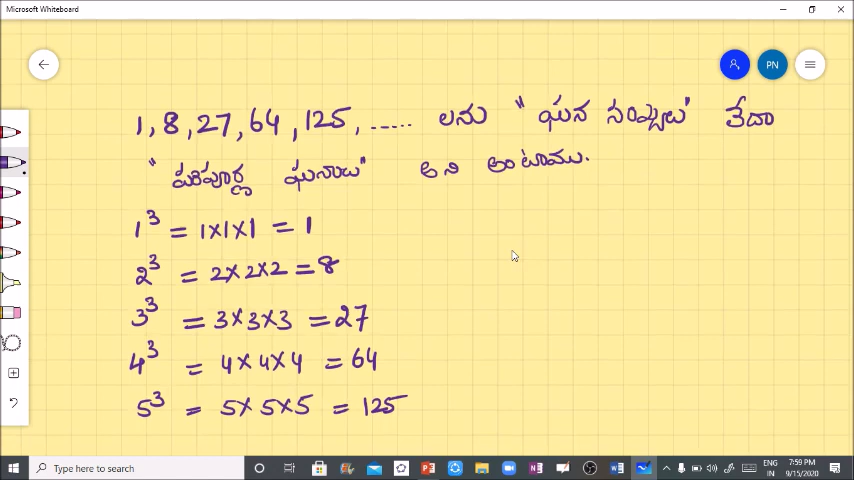 Microsoft Whiteboard
PN
1, 8, 27, 64, 125, ...... లను "ఘన సంఖ్యలు" లేదా
"పరిపూర్ణ ఘనాలు" అని అంటాము.
1³ = 1×1×1 = 1
2³ = 2×2×2 = 8
3³ = 3×3×3 = 27
4³ = 4×4×4 = 64
5³ = 5×5×5 = 125
Type here to search
ENG 7:59 PM
IN 9/15/2020